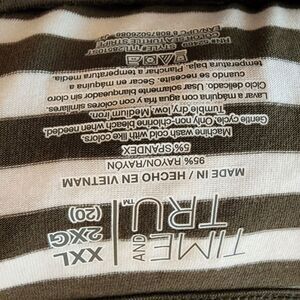 TIME
AND
TRU™
XXL
2XG
(20)
MADE IN / HECHO EN VIETNAM
95% RAYON/RAYÓN
5% SPANDEX
Machine wash cold with like colors.
Gentle cycle. Only non-chlorine bleach when needed.
Tumble dry low. Medium iron.
Lavar a máquina con agua fría y con colores similares.
Ciclo delicado. Usar solamente blanqueador sin cloro
cuando se necesite. Secar en secadora a temperatura
baja. Planchar a temperatura media.